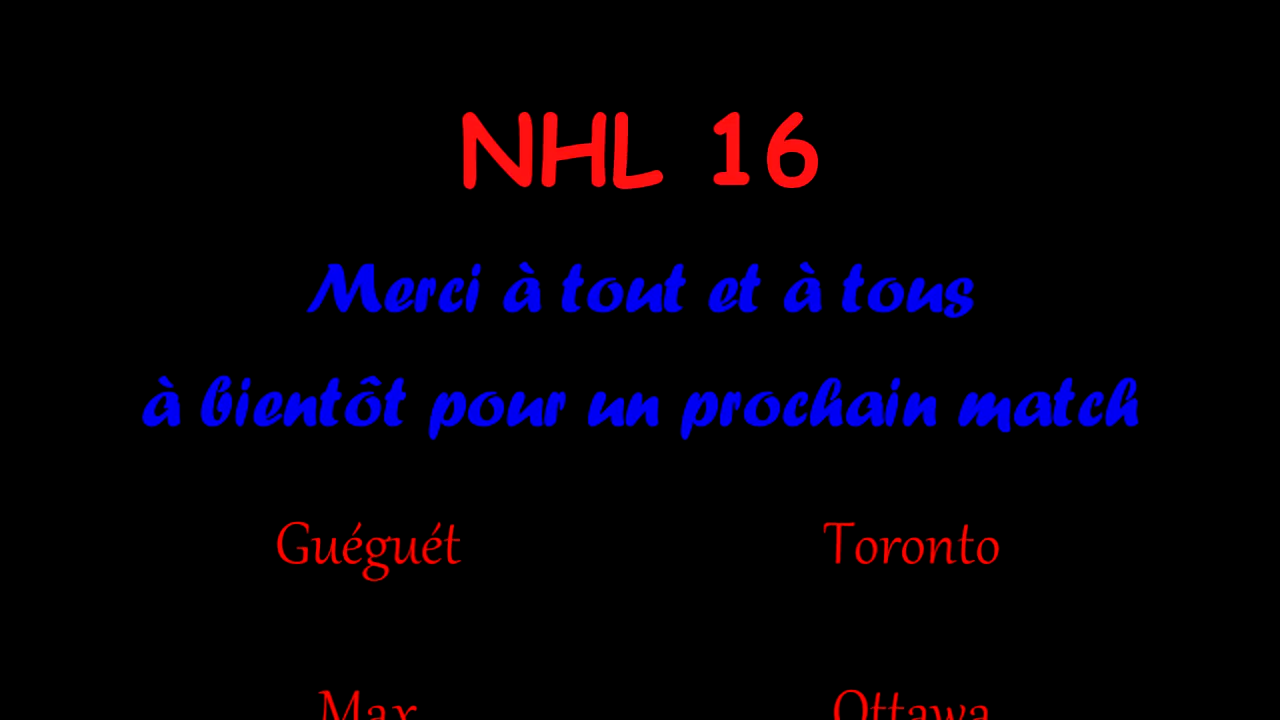 NHL 16
Merci à tout et à tous
à bientôt pour un prochain match
Guéguét Toronto
Max Ottawa